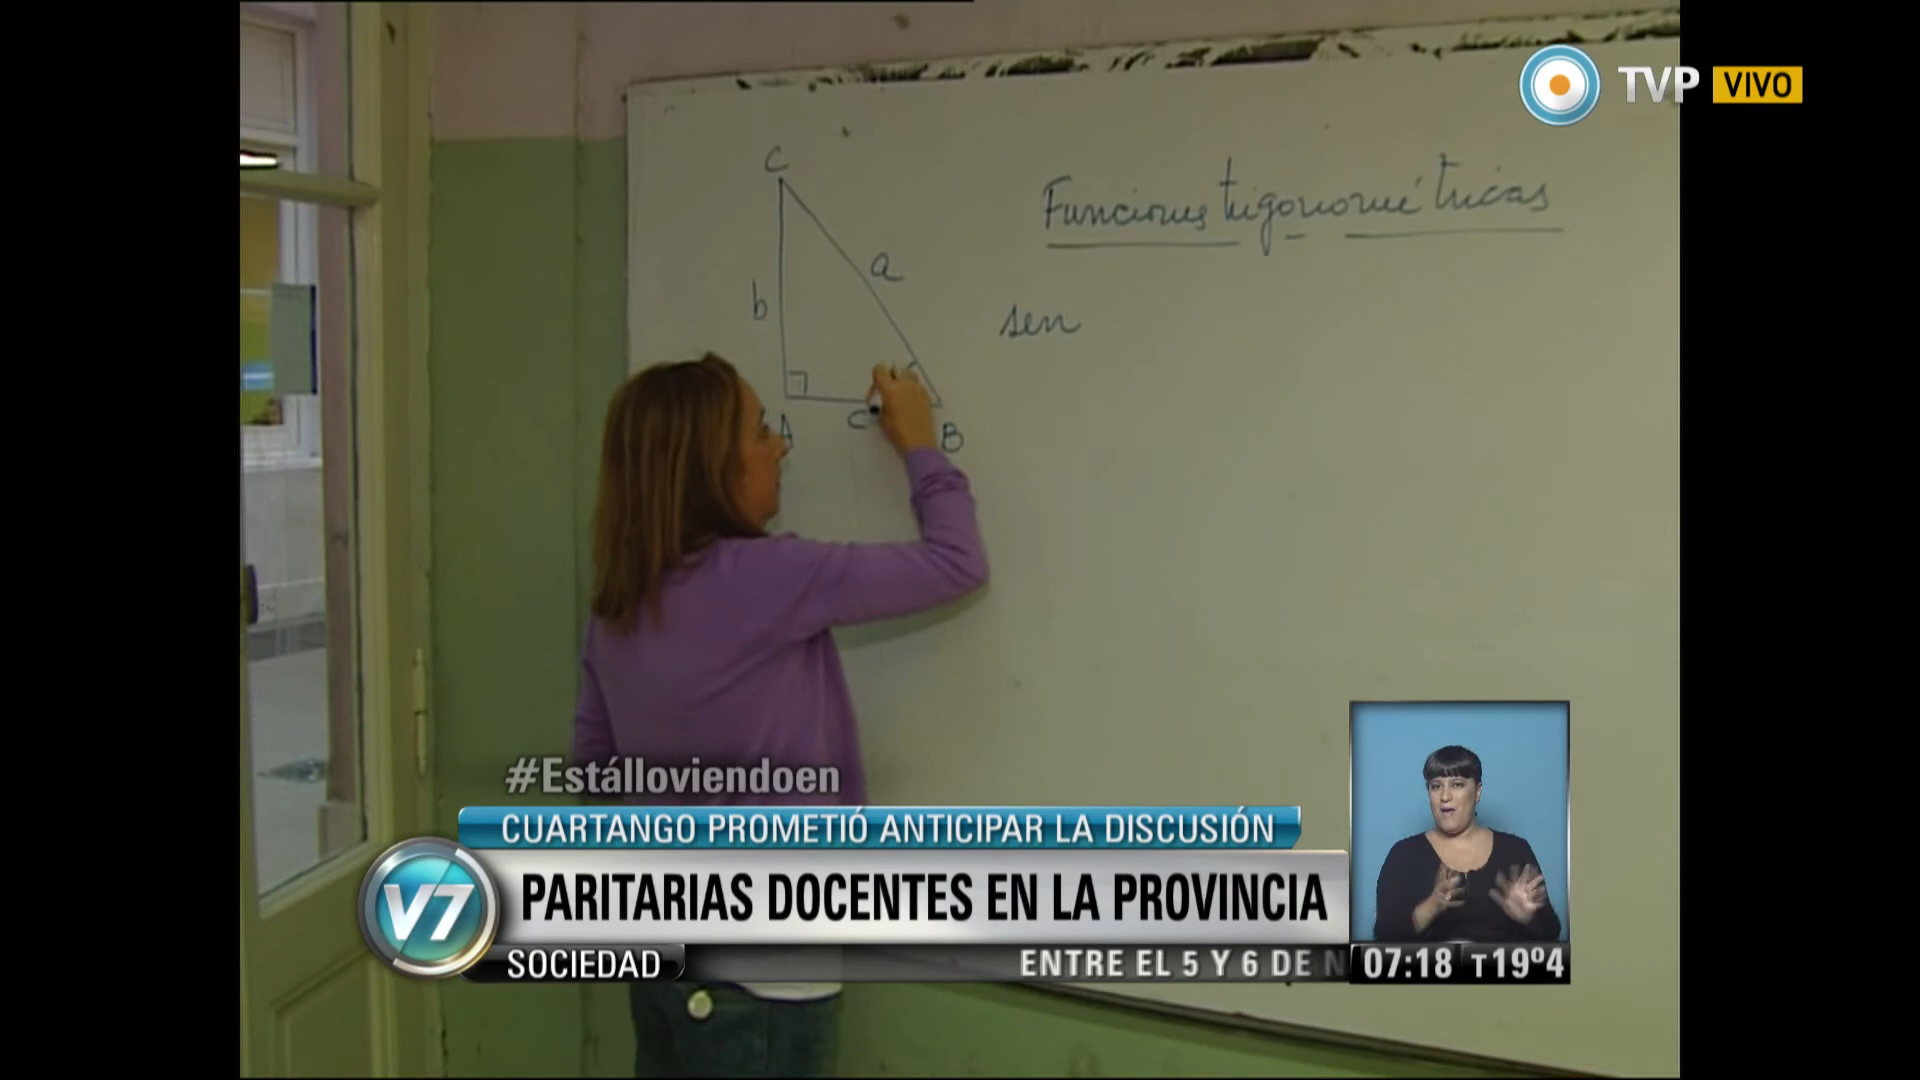 TVP VIVO
C
Funciones trigonométricas
a
b
sen
A
c
B
#Estálloviendoen
CUARTANGO PROMETIÓ ANTICIPAR LA DISCUSIÓN
V7
PARITARIAS DOCENTES EN LA PROVINCIA
SOCIEDAD
ENTRE EL 5 Y 6 DE N
07:18 T19º4